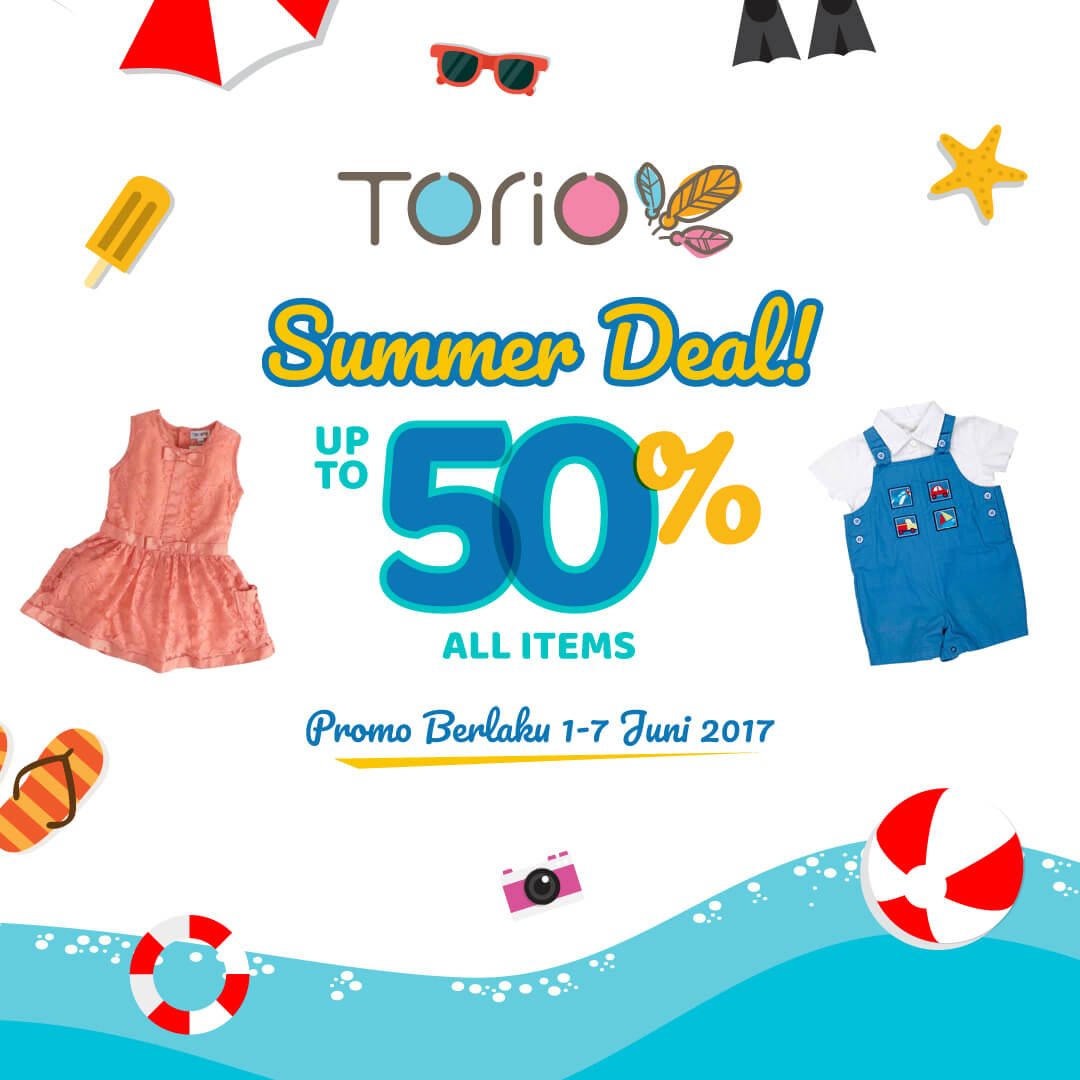 TORiO
Summer Deal!
UP
TO
50%
ALL ITEMS
Promo Berlaku 1-7 Juni 2017